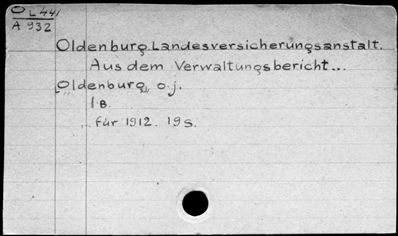 O L 441
A 932
Oldenburg. Landesversicherungsanstalt.
Aus dem Verwaltungsbericht...
Oldenburg, o.j.
1 B.
für 1912. 19 S.